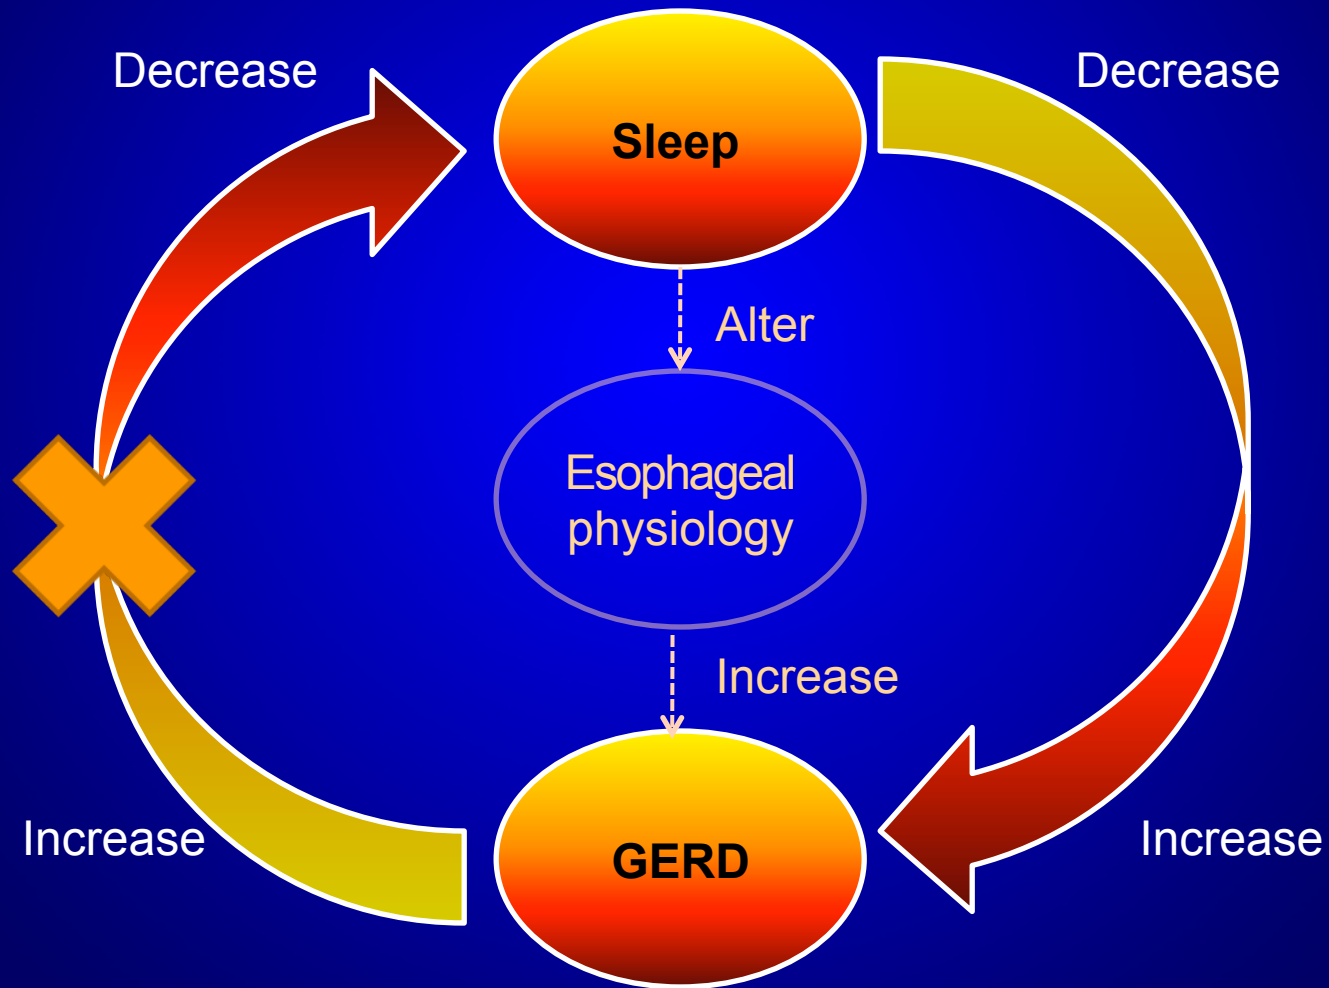 Decrease
Sleep
Decrease
Alter
Esophageal
physiology
Increase
Increase
GERD
Increase